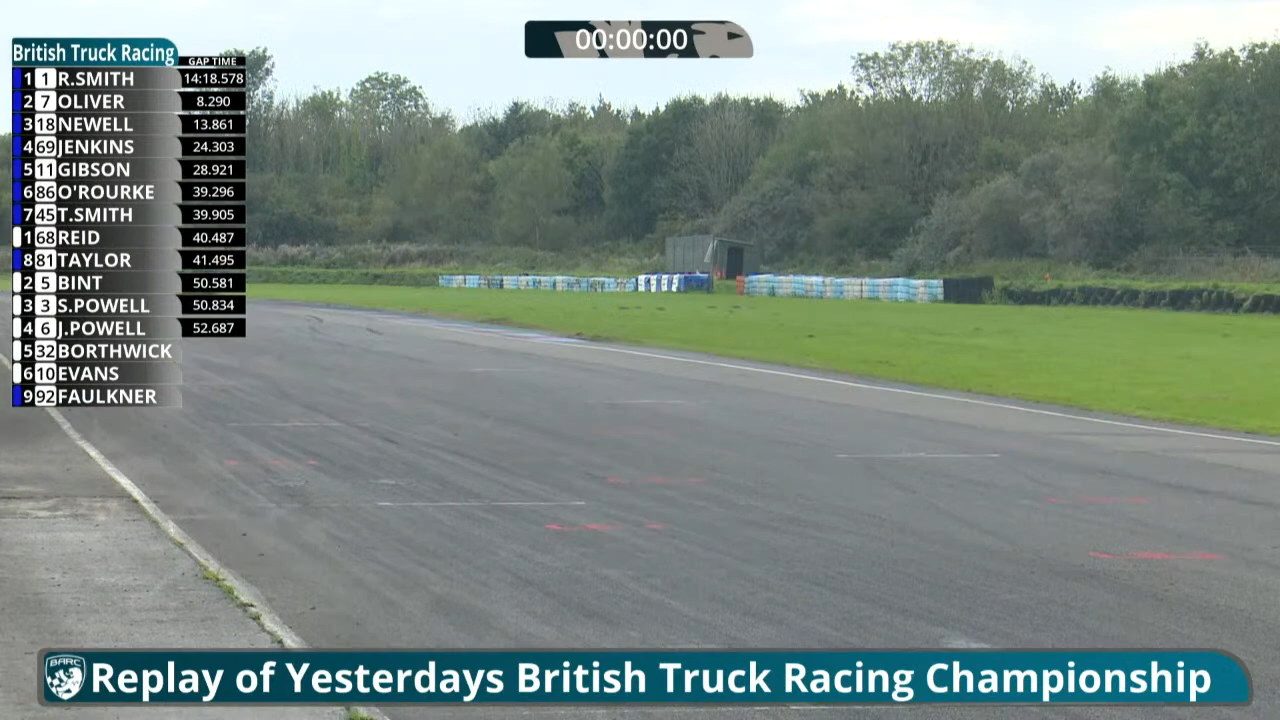 00:00:00
British Truck Racing
GAP TIME
1 1 R.SMITH 14:18.578
2 7 OLIVER 8.290
3 18 NEWELL 13.861
4 69 JENKINS 24.303
5 11 GIBSON 28.921
6 86 O'ROURKE 39.296
7 45 T.SMITH 39.905
1 68 REID 40.487
8 81 TAYLOR 41.495
2 5 BINT 50.581
3 3 S.POWELL 50.834
4 6 J.POWELL 52.687
5 32 BORTHWICK
6 10 EVANS
9 92 FAULKNER
BARC
Replay of Yesterdays British Truck Racing Championship